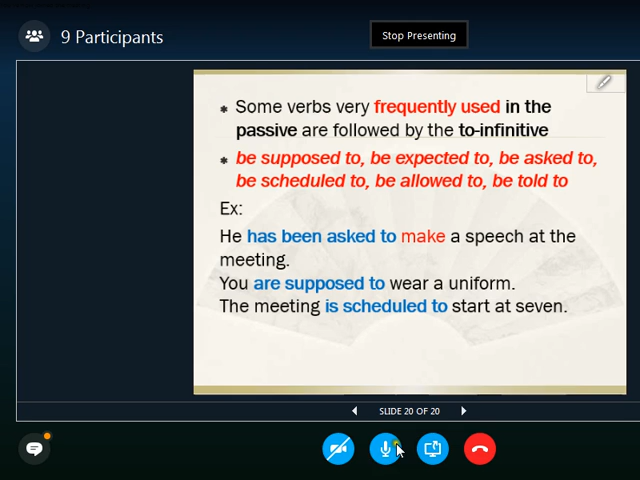 9 Participants
Stop Presenting
Some verbs very frequently used in the
passive are followed by the to-infinitive
be supposed to, be expected to, be asked to,
be scheduled to, be allowed to, be told to
Ex:
He has been asked to make a speech at the
meeting.
You are supposed to wear a uniform.
The meeting is scheduled to start at seven.
SLIDE 20 OF 20